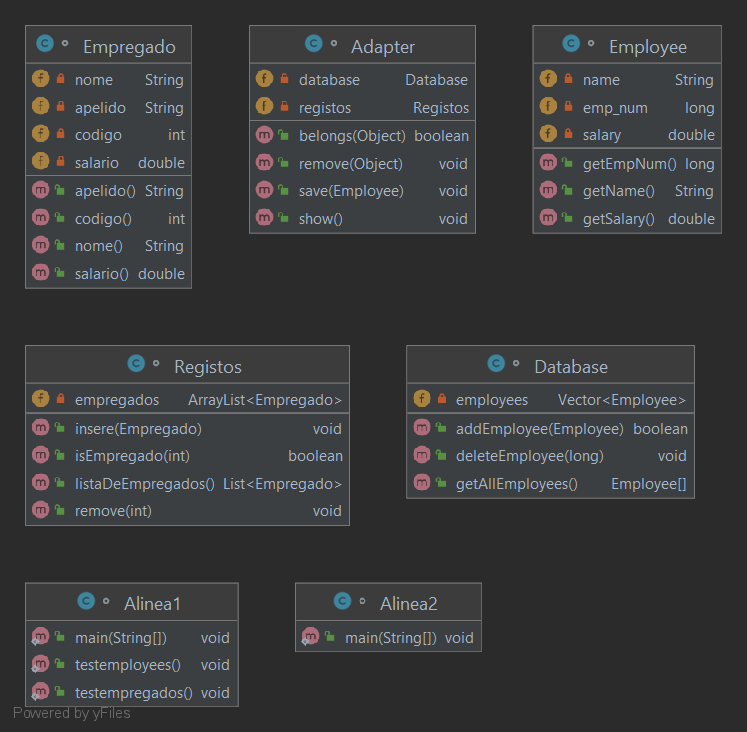 Empregado
nome String
apelido String
codigo int
salario double
apelido() String
codigo() int
nome() String
salario() double
Adapter
database Database
registos Registos
belongs(Object) boolean
remove(Object) void
save(Employee) void
show() void
Employee
name String
emp_num long
salary double
getEmpNum() long
getName() String
getSalary() double
Registos
empregados ArrayList<Empregado>
insere(Empregado) void
isEmpregado(int) boolean
listaDeEmpregados() List<Empregado>
remove(int) void
Database
employees Vector<Employee>
addEmployee(Employee) boolean
deleteEmployee(long) void
getAllEmployees() Employee[]
Alinea1
main(String[]) void
testemployees() void
testempregados() void
Alinea2
main(String[]) void
Powered by yFiles